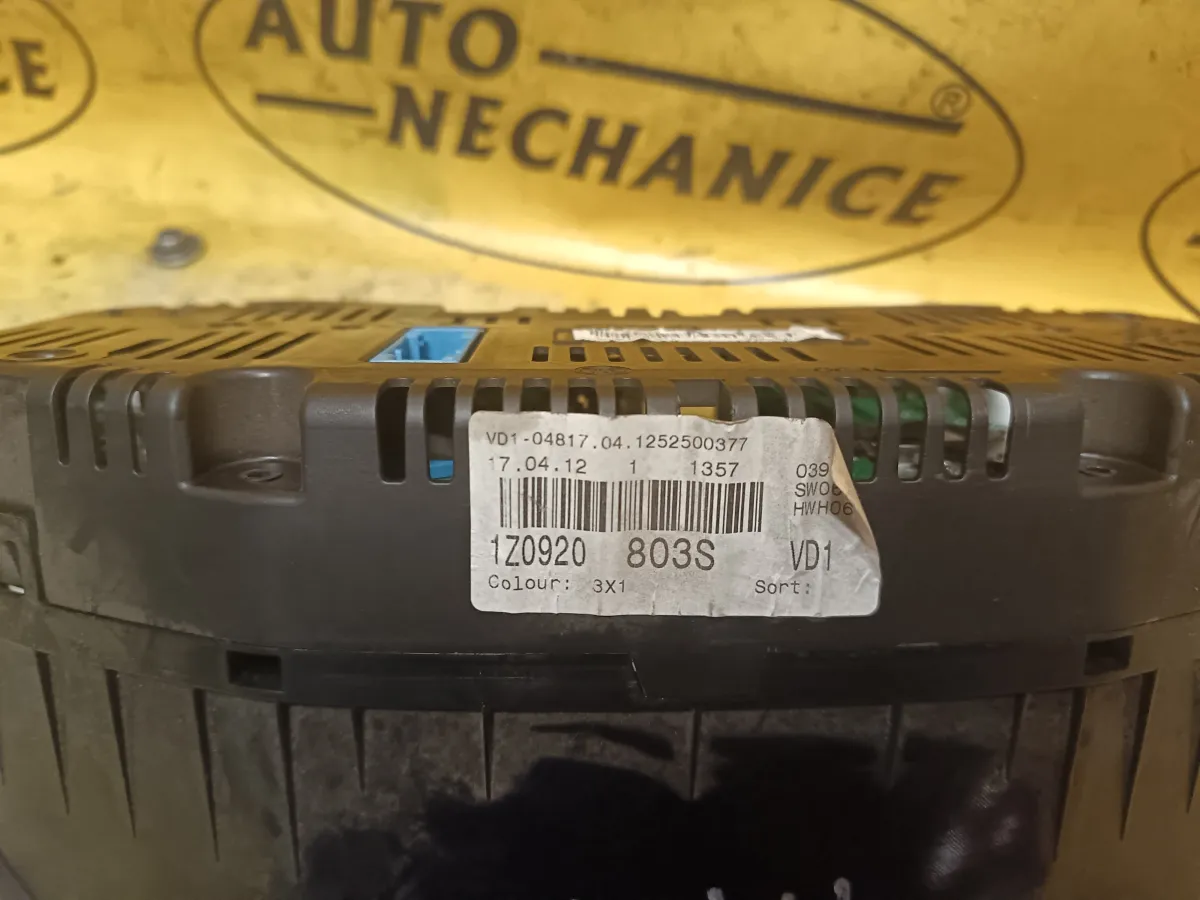 AUTO
NECHANICE
®
VD1-04817.04.1252500377
17.04.12 1 1357 039
SW06
HWH06
1Z0920 803S VD1
Colour: 3X1 Sort: